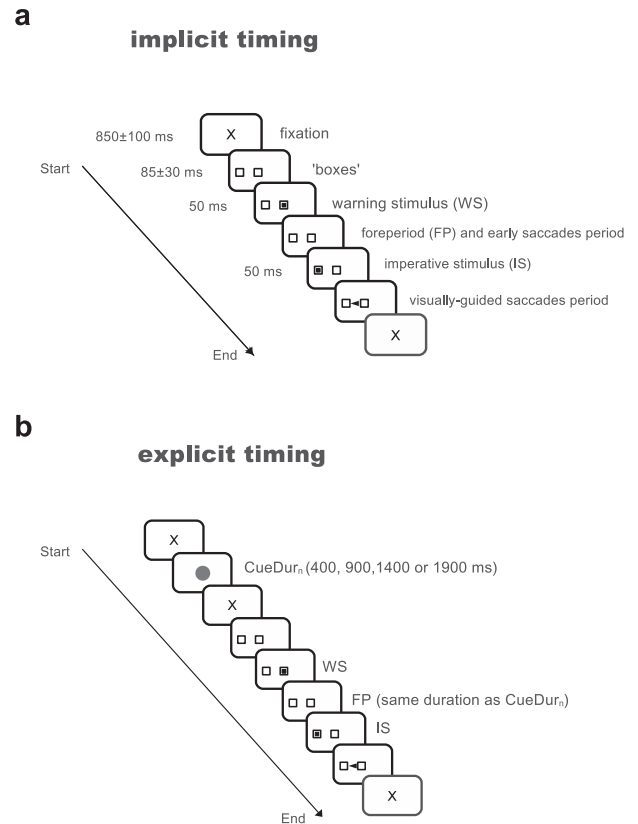 a
implicit timing
850±100 ms
X
fixation
Start
85±30 ms
'boxes'
50 ms
warning stimulus (WS)
foreperiod (FP) and early saccades period
50 ms
imperative stimulus (IS)
visually-guided saccades period
X
End
b
explicit timing
X
Start
CueDurₙ (400, 900,1400 or 1900 ms)
X
WS
FP (same duration as CueDurₙ)
IS
X
End